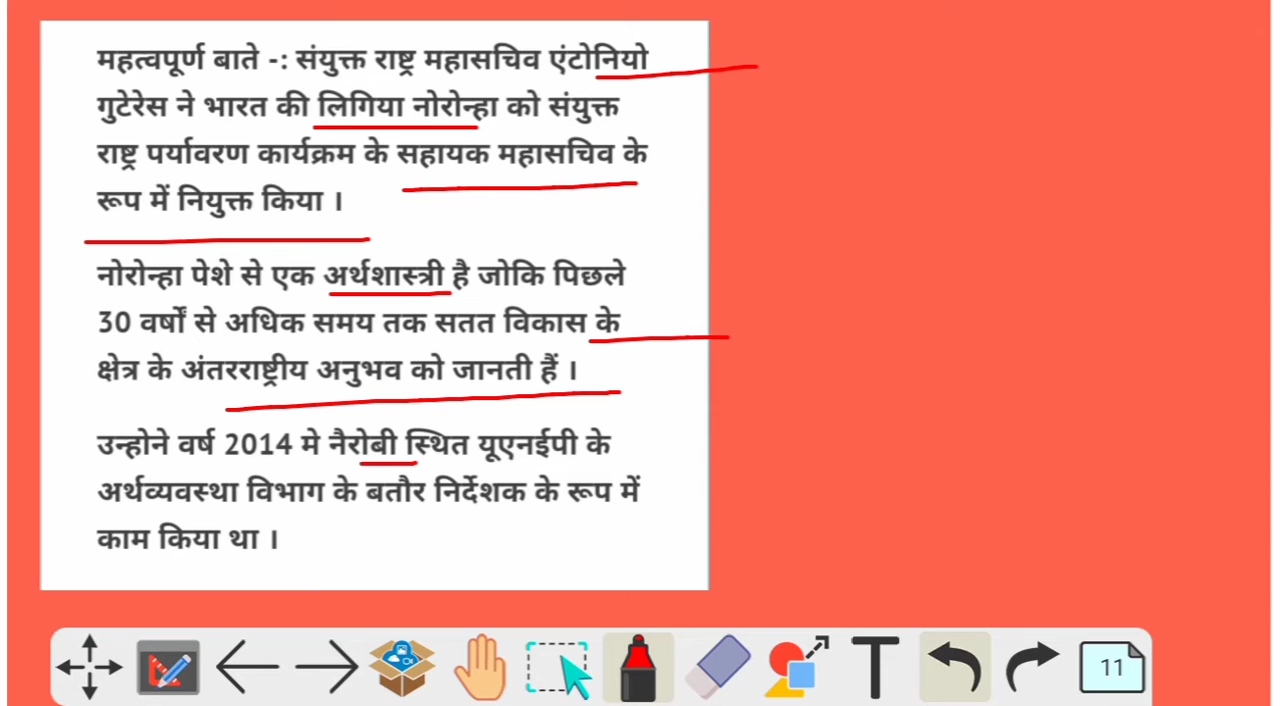 महत्वपूर्ण बाते -: संयुक्त राष्ट्र महासचिव एंटोनियो
गुटेरेस ने भारत की लिगिया नोरोन्हा को संयुक्त
राष्ट्र पर्यावरण कार्यक्रम के सहायक महासचिव के
रूप में नियुक्त किया ।
नोरोन्हा पेशे से एक अर्थशास्त्री है जोकि पिछले
30 वर्षों से अधिक समय तक सतत विकास के
क्षेत्र के अंतरराष्ट्रीय अनुभव को जानती हैं ।
उन्होने वर्ष 2014 मे नैरोबी स्थित यूएनईपी के
अर्थव्यवस्था विभाग के बतौर निर्देशक के रूप में
काम किया था ।
T
11